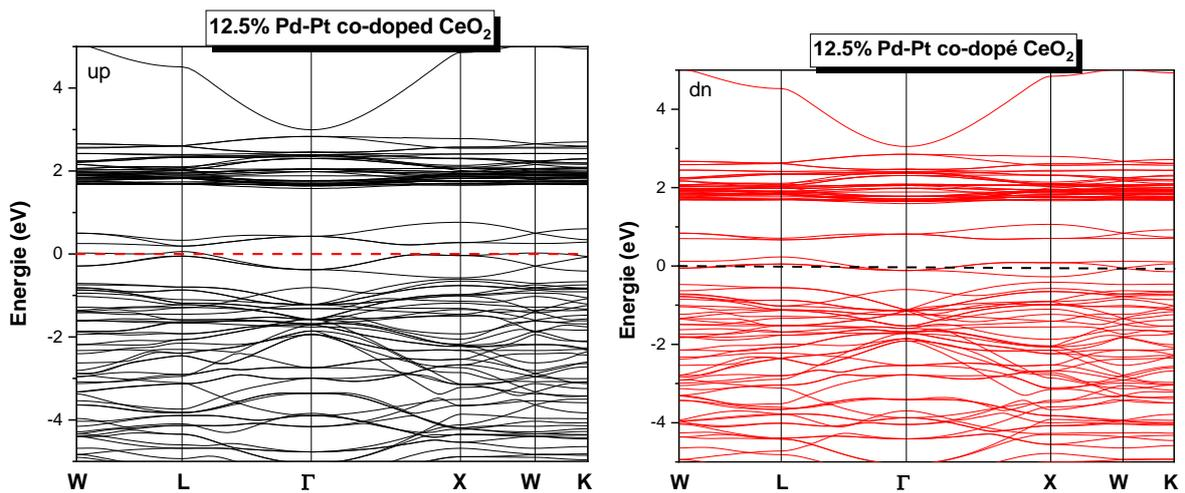 12.5% Pd-Pt co-doped CeO₂
up
Energie (eV)
4
2
0
-2
-4
W L Γ X W K
12.5% Pd-Pt co-dopé CeO₂
dn
Energie (eV)
4
2
0
-2
-4
W L Γ X W K